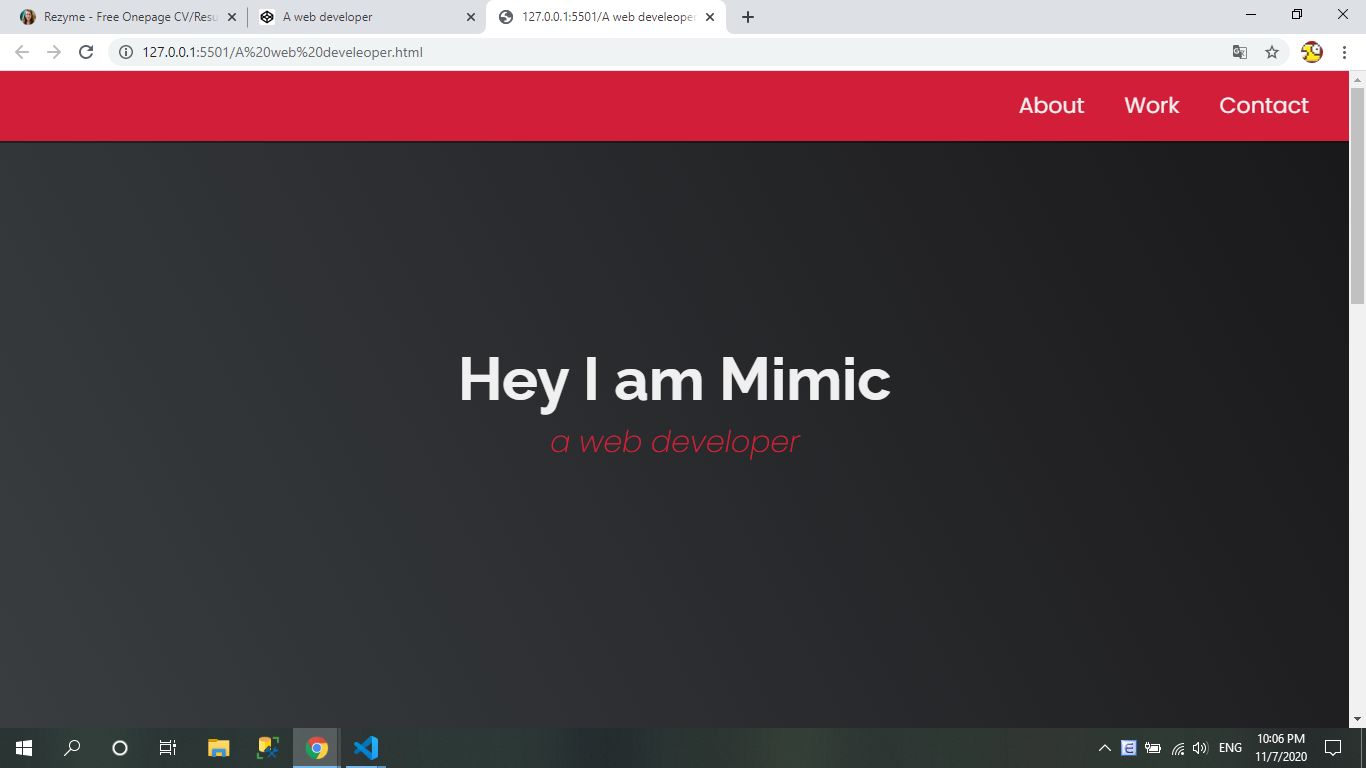 Rezyme - Free Onepage CV/Resu
A web developer
127.0.0.1:5501/A web develeoper
127.0.0.1:5501/A%20web%20develeoper.html
About Work Contact
Hey I am Mimic
a web developer
ENG
10:06 PM
11/7/2020